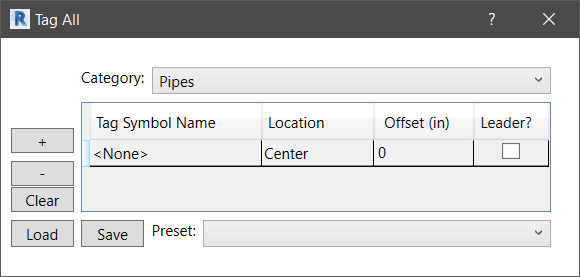 R Tag All ?
Category: Pipes
Tag Symbol Name Location Offset (in) Leader?
+
<None> Center 0
-
Clear
Load Save Preset: